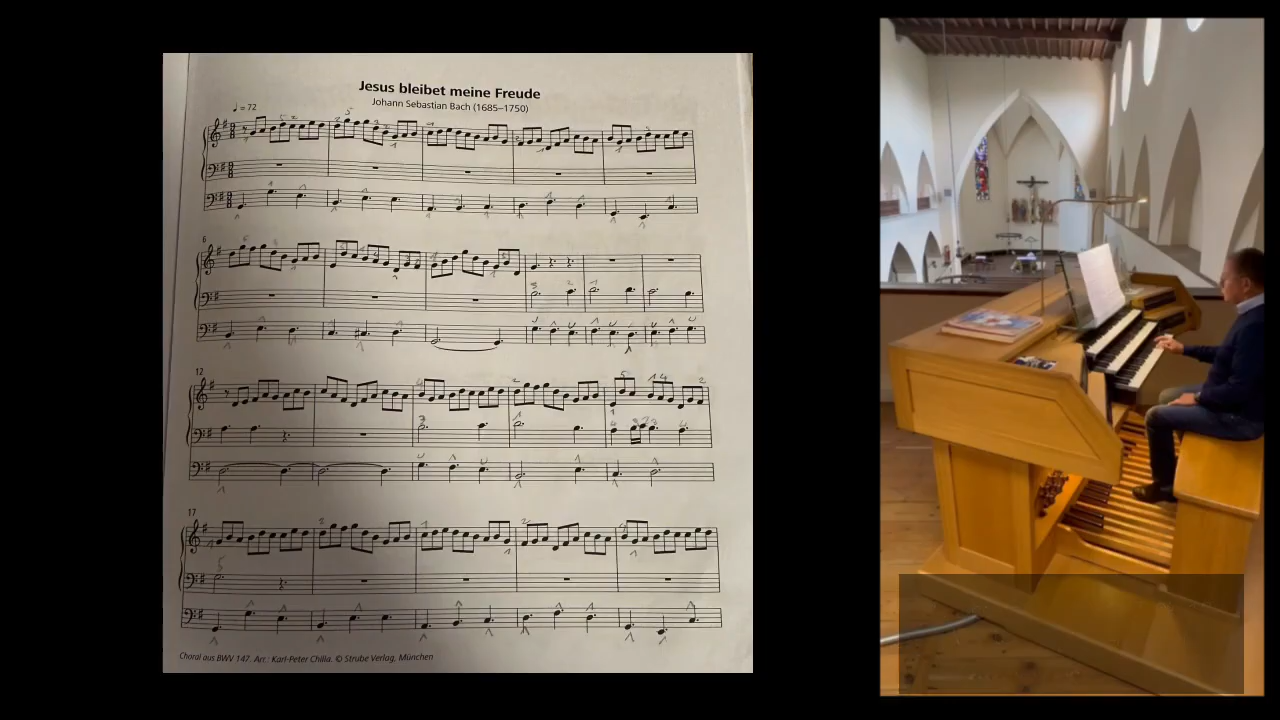 Jesus bleibet meine Freude
Johann Sebastian Bach (1685–1750)
♩ = 72
6
12
17
Choral aus BWV 147. Arr.: Karl-Peter Chilla. © Strube Verlag, München